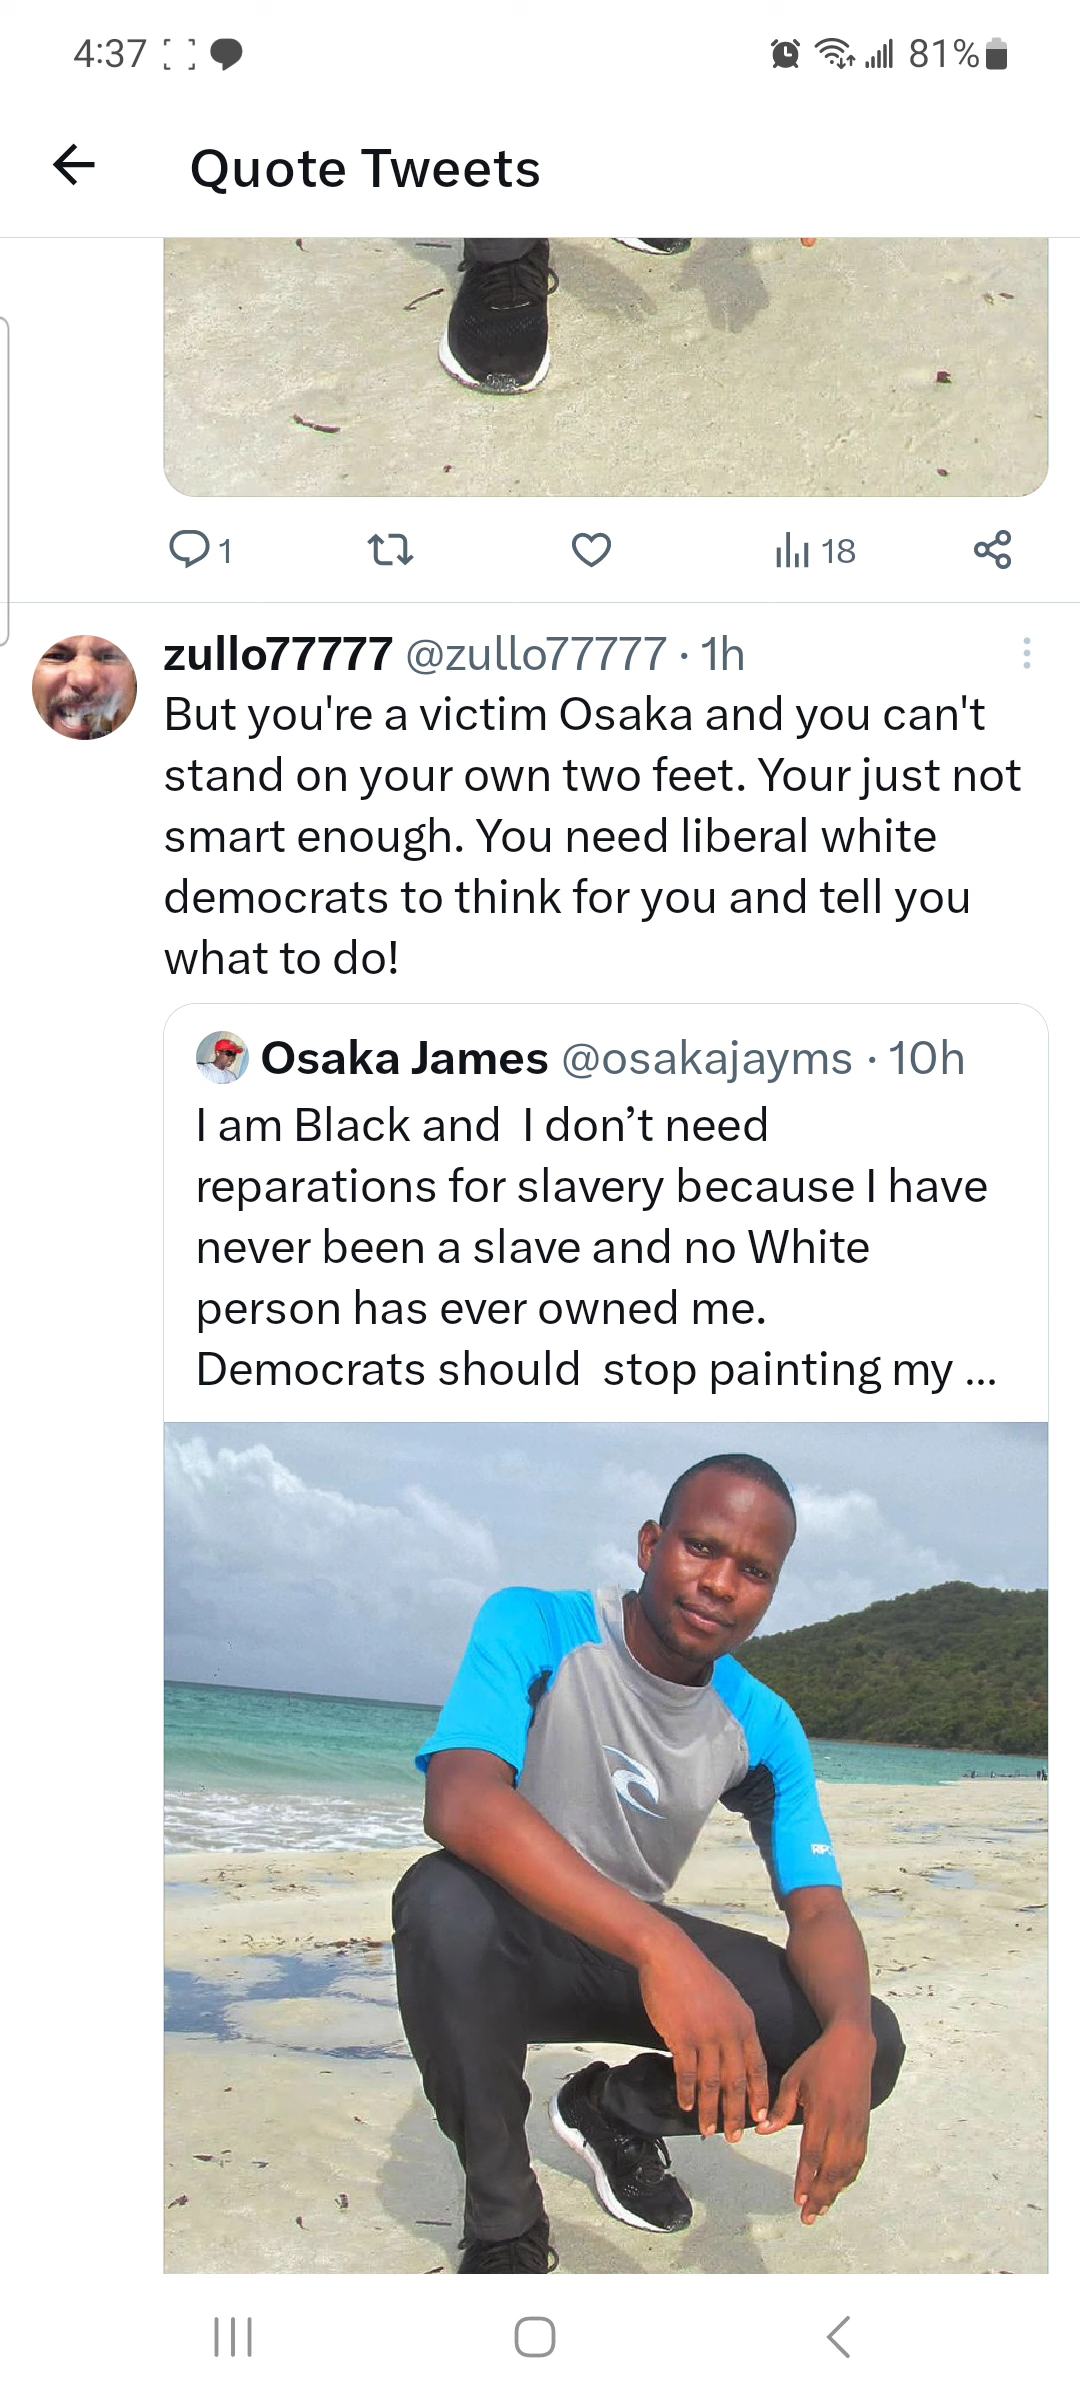 4:37
81%
Quote Tweets
1
18
zullo77777 @zullo77777 · 1h
But you're a victim Osaka and you can't
stand on your own two feet. Your just not
smart enough. You need liberal white
democrats to think for you and tell you
what to do!
Osaka James @osakajayms · 10h
I am Black and  I don’t need
reparations for slavery because I have
never been a slave and no White
person has ever owned me.
Democrats should  stop painting my ...